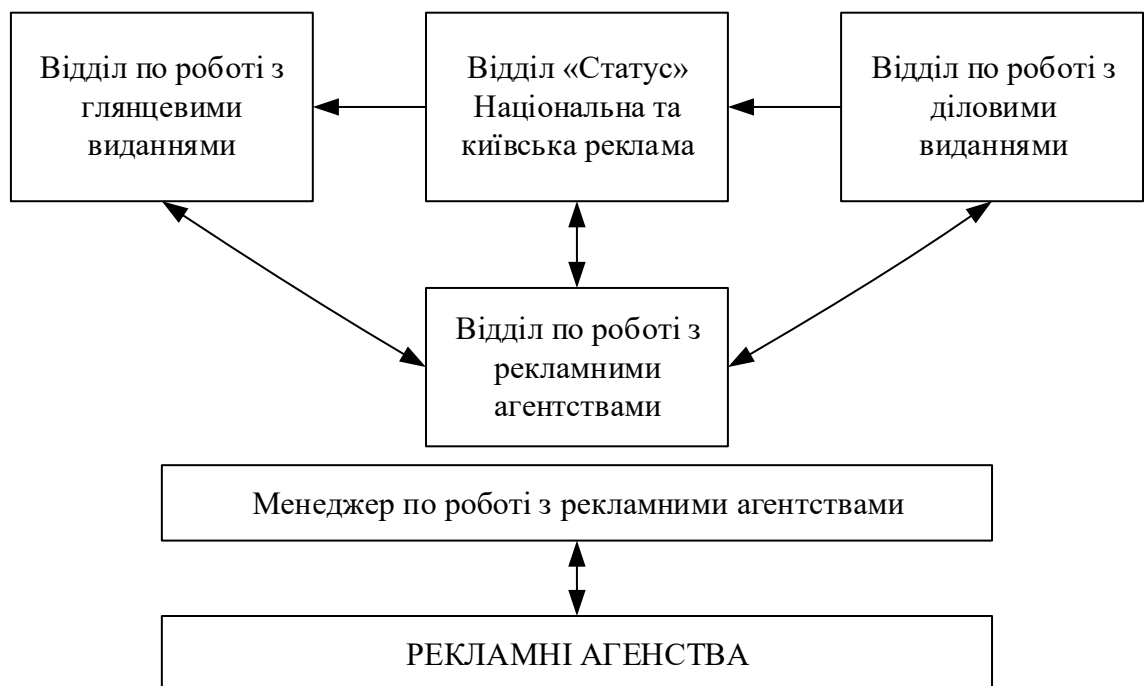 Відділ по роботі з
глянцевими
виданнями
Відділ «Статус»
Національна та
київська реклама
Відділ по роботі з
діловими
виданнями
Відділ по роботі з
рекламними
агентствами
Менеджер по роботі з рекламними агентствами
РЕКЛАМНІ АГЕНСТВА